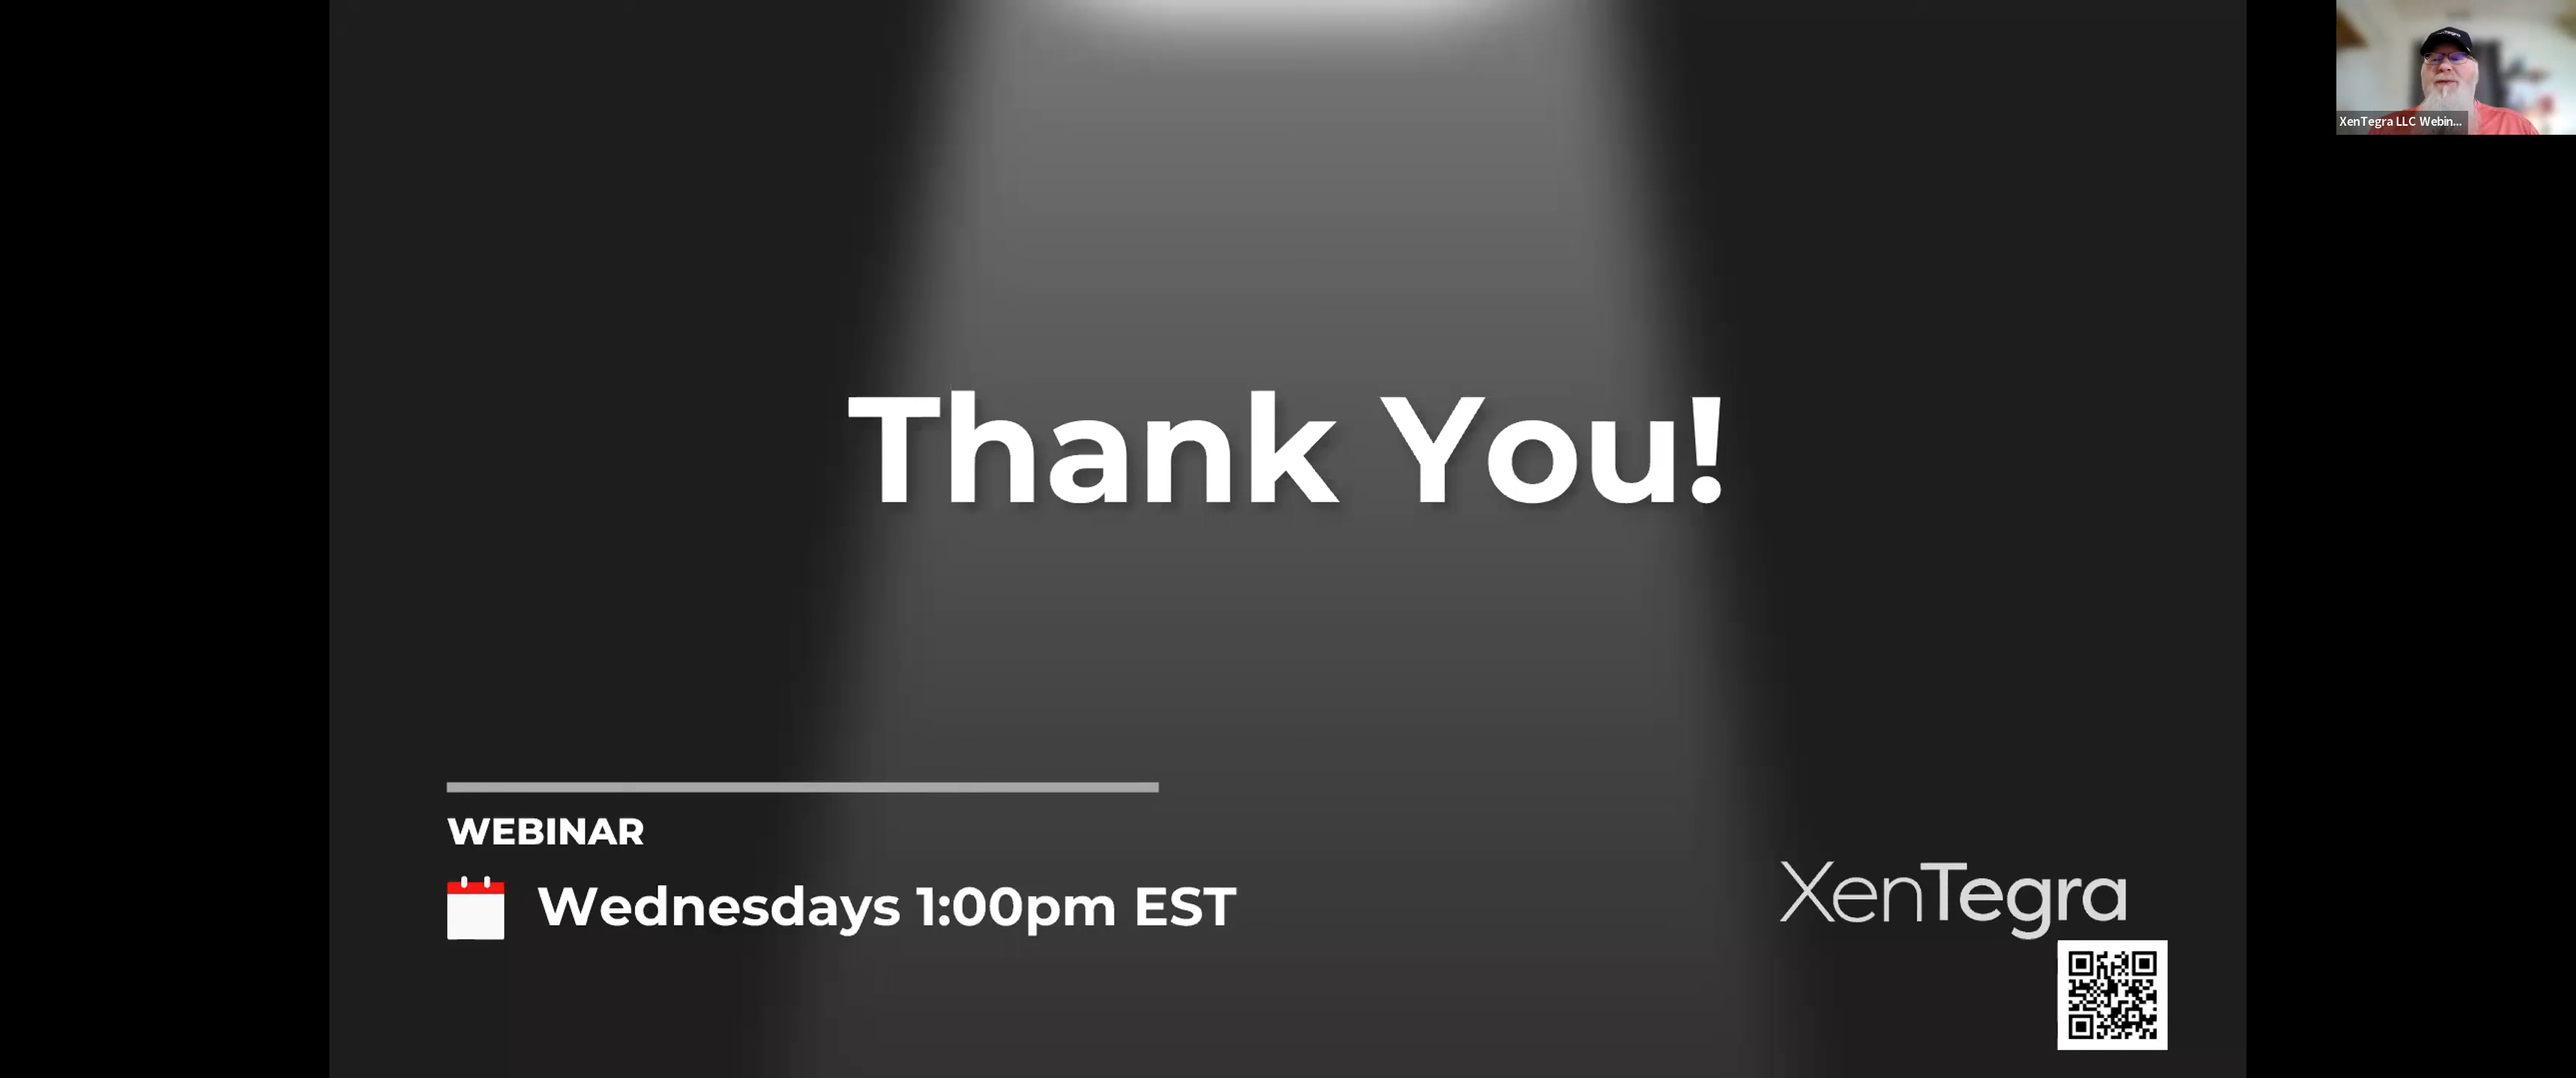 Thank You!
WEBINAR
Wednesdays 1:00pm EST
XenTegra
XenTegra LLC Webin...